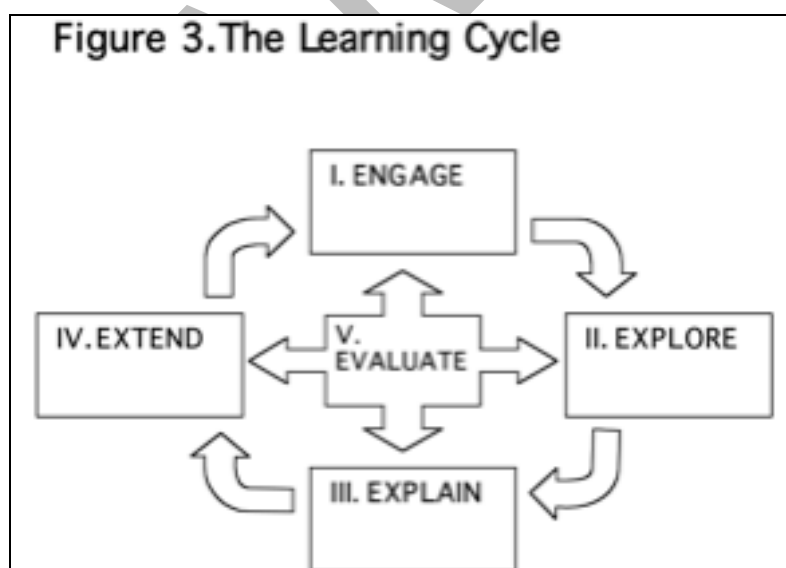 Figure 3. The Learning Cycle
I. ENGAGE
IV. EXTEND
V.
EVALUATE
II. EXPLORE
III. EXPLAIN